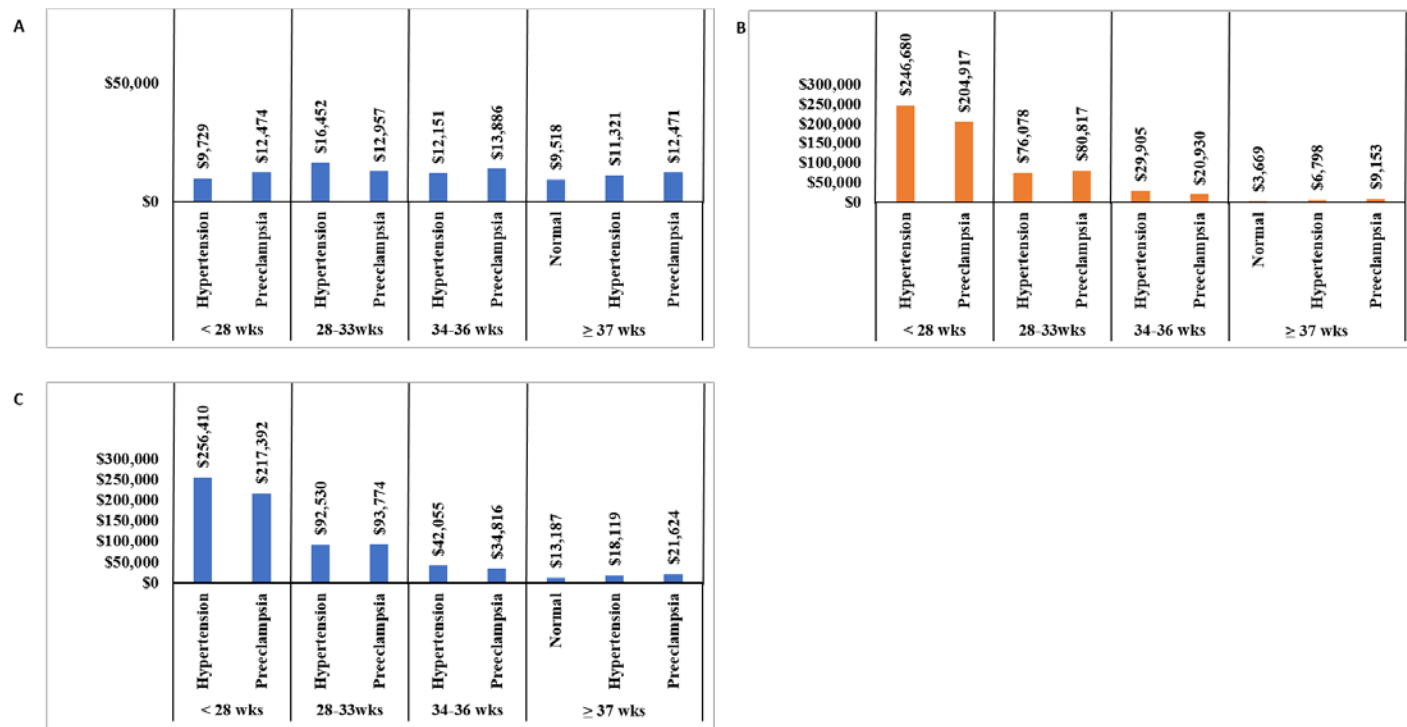 A
$50,000
$0
$9,729
$12,474
$16,452
$12,957
$12,151
$13,886
$9,518
$11,321
$12,471
Hypertension
Preeclampsia
Hypertension
Preeclampsia
Hypertension
Preeclampsia
Normal
Hypertension
Preeclampsia
< 28 wks
28-33wks
34-36 wks
≥ 37 wks
B
$300,000
$250,000
$200,000
$150,000
$100,000
$50,000
$0
$246,680
$204,917
$76,078
$80,817
$29,905
$20,930
$3,669
$6,798
$9,153
Hypertension
Preeclampsia
Hypertension
Preeclampsia
Hypertension
Preeclampsia
Normal
Hypertension
Preeclampsia
< 28 wks
28-33wks
34-36 wks
≥ 37 wks
C
$300,000
$250,000
$200,000
$150,000
$100,000
$50,000
$0
$256,410
$217,392
$92,530
$93,774
$42,055
$34,816
$13,187
$18,119
$21,624
Hypertension
Preeclampsia
Hypertension
Preeclampsia
Hypertension
Preeclampsia
Normal
Hypertension
Preeclampsia
< 28 wks
28-33wks
34-36 wks
≥ 37 wks